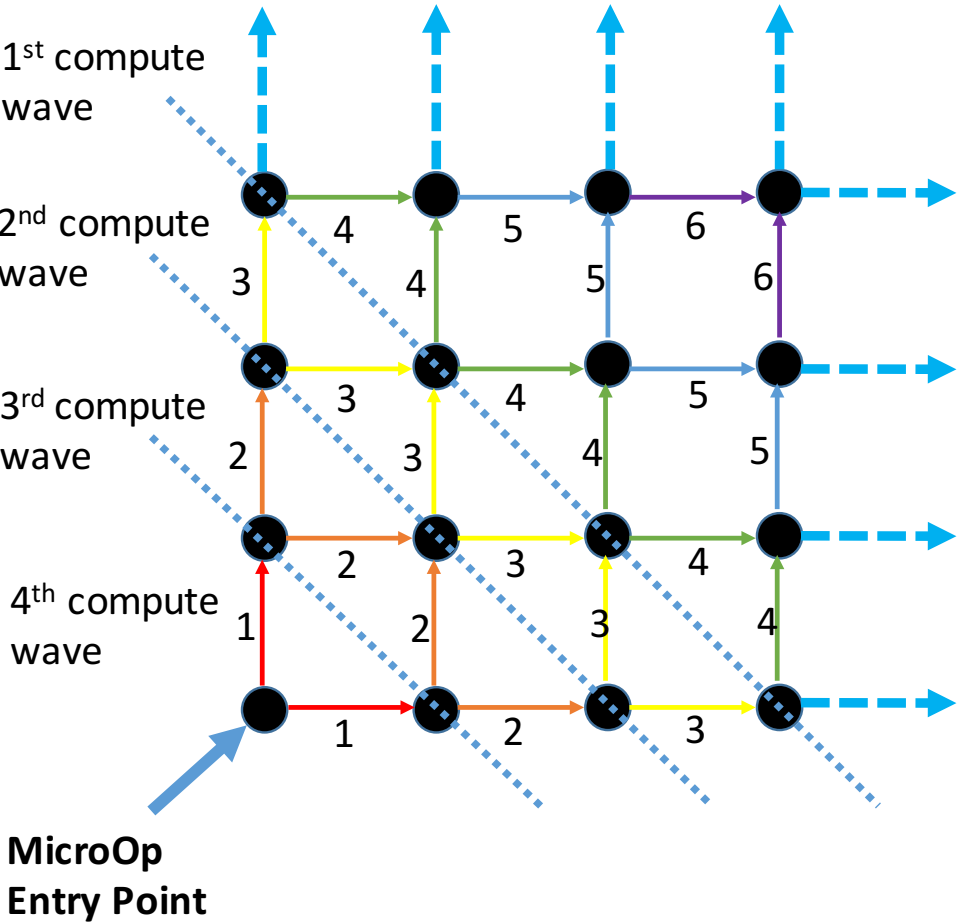 1st compute
wave
4 5 6
2nd compute
wave
3 4 5 6
3 4 5
3rd compute
wave
2 3 4 5
2 3 4
4th compute
wave
1 2 3 4
1 2 3
MicroOp
Entry Point